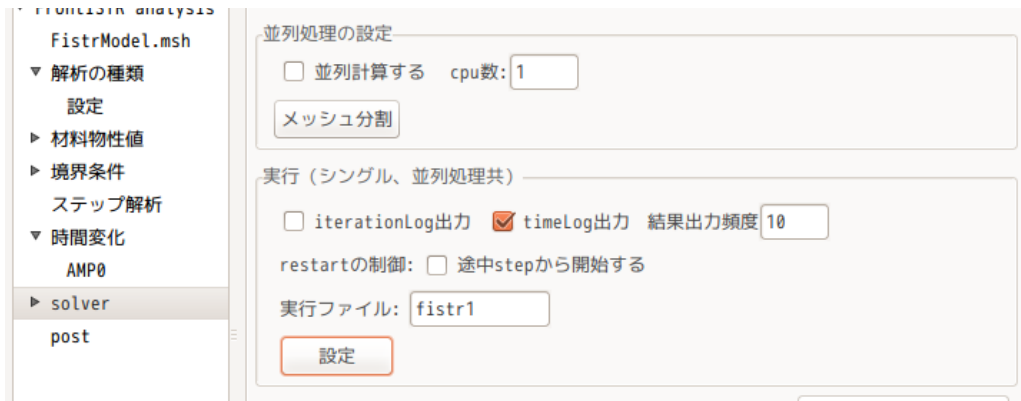 FrontISTR analysis
FistrModel.msh
解析の種類
設定
材料物性値
境界条件
ステップ解析
時間変化
AMP0
solver
post
並列処理の設定
並列計算する cpu数: 1
メッシュ分割
実行（シングル、並列処理共）
iterationLog出力 timeLog出力 結果出力頻度 10
restartの制御: 途中stepから開始する
実行ファイル: fistr1
設定